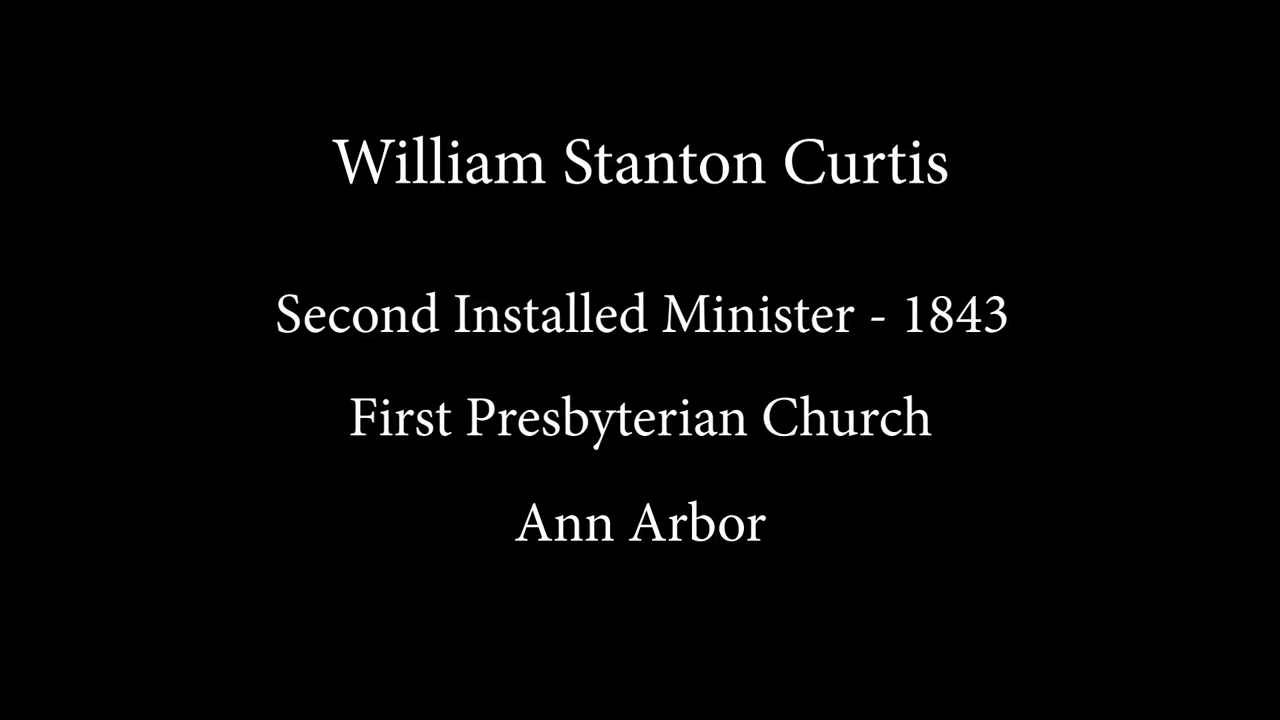 William Stanton Curtis
Second Installed Minister - 1843
First Presbyterian Church
Ann Arbor